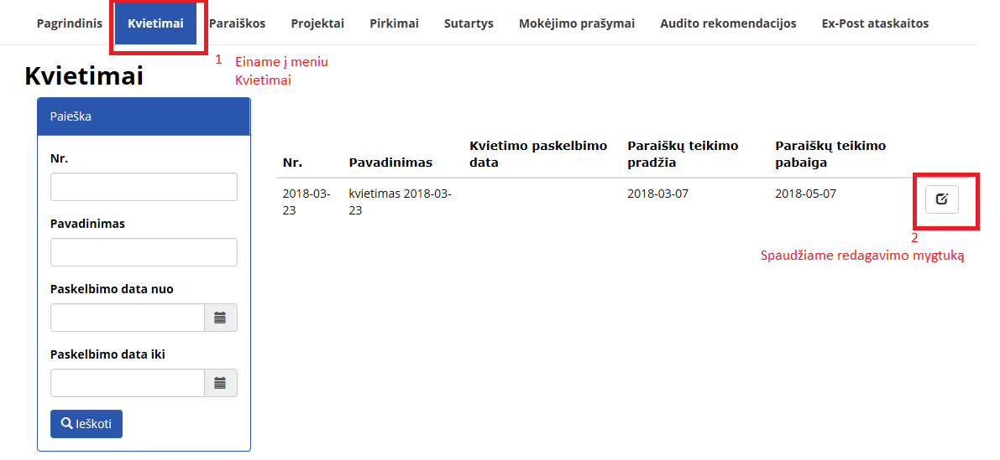 Pagrindinis Kvietimai Paraiškos Projektai Pirkimai Sutartys Mokėjimo prašymai Audito rekomendacijos Ex-Post ataskaitos
1 Einame į meniu
Kvietimai
Kvietimai
Paieška
Nr.
Pavadinimas
Paskelbimo data nuo
Paskelbimo data iki
Ieškoti
Kvietimo paskelbimo Paraiškų teikimo Paraiškų teikimo
Nr. Pavadinimas data pradžia pabaiga
2018-03- kvietimas 2018-03- 2018-03-07 2018-05-07
23 23
2
Spaudžiame redagavimo mygtuką